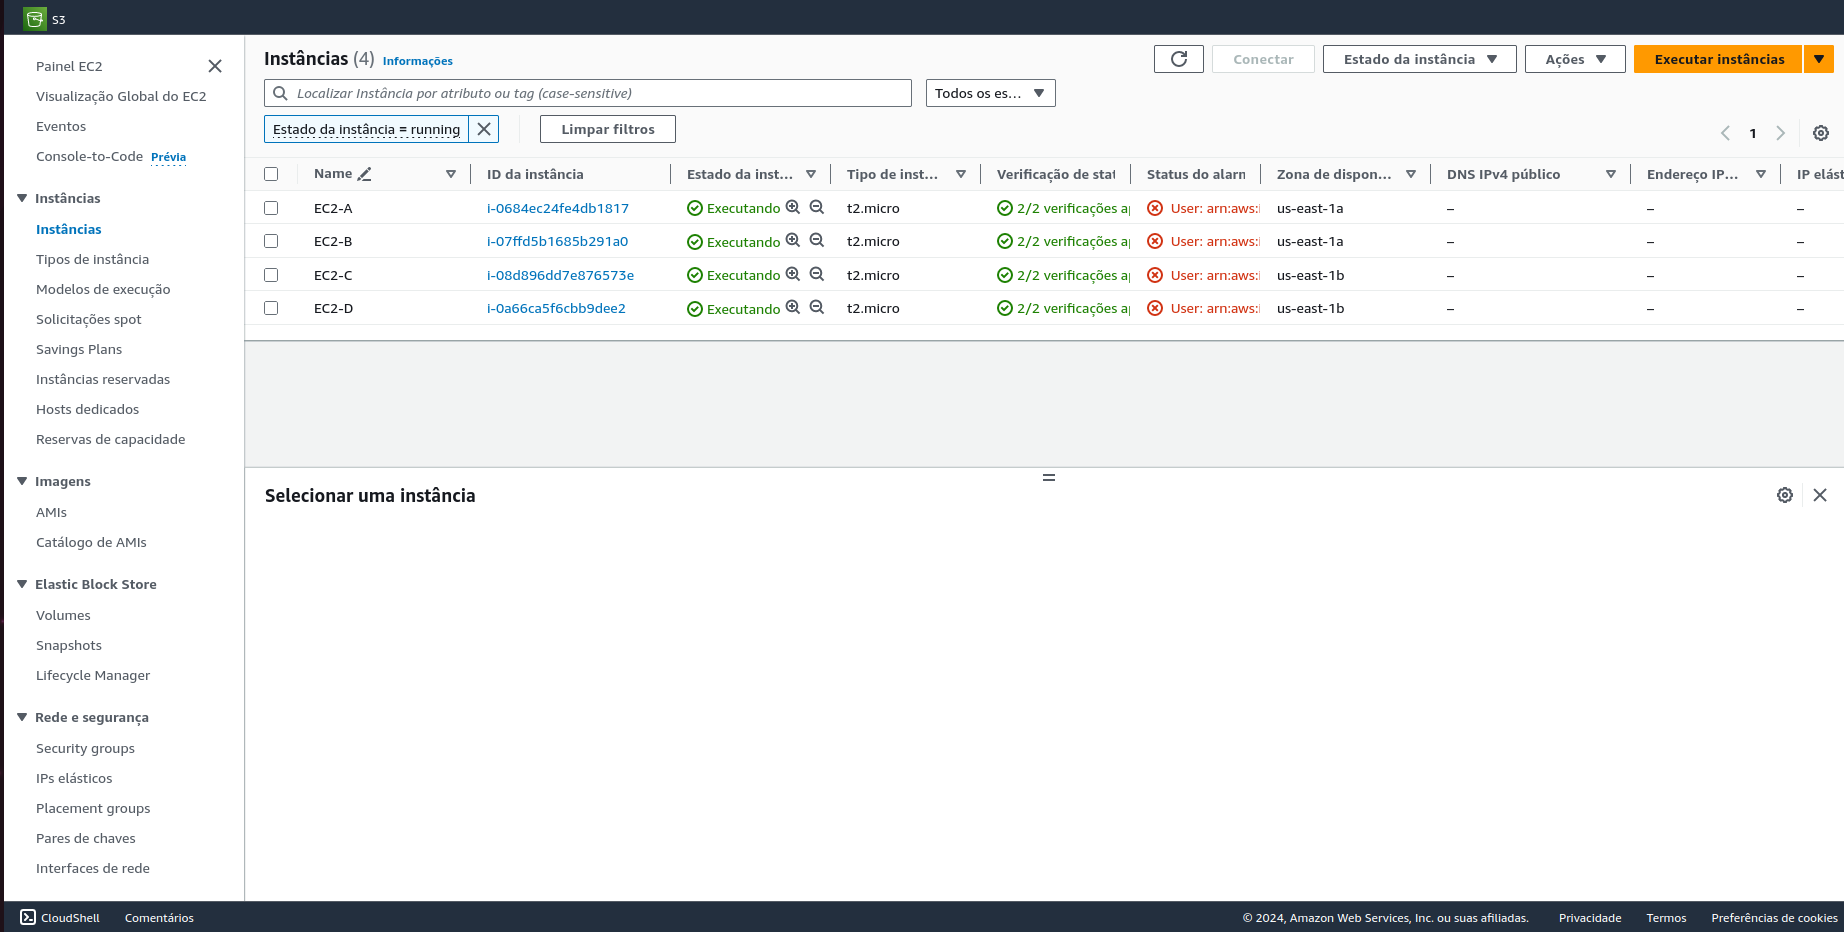 S3
Painel EC2
Visualização Global do EC2
Eventos
Console-to-Code Prévia
Instâncias
Instâncias
Tipos de instância
Modelos de execução
Solicitações spot
Savings Plans
Instâncias reservadas
Hosts dedicados
Reservas de capacidade
Imagens
AMIs
Catálogo de AMIs
Elastic Block Store
Volumes
Snapshots
Lifecycle Manager
Rede e segurança
Security groups
IPs elásticos
Placement groups
Pares de chaves
Interfaces de rede
Instâncias (4) Informações
Conectar Estado da instância Ações Executar instâncias
Localizar Instância por atributo ou tag (case-sensitive) Todos os es...
Estado da instância = running Limpar filtros 1
Name ID da instância Estado da inst... Tipo de inst... Verificação de stat Status do alarn Zona de dispon... DNS IPv4 público Endereço IP... IP elást
EC2-A i-0684ec24fe4db1817 Executando t2.micro 2/2 verificações a User: arn:aws: us-east-1a – – –
EC2-B i-07ffd5b1685b291a0 Executando t2.micro 2/2 verificações a User: arn:aws: us-east-1a – – –
EC2-C i-08d896dd7e876573e Executando t2.micro 2/2 verificações a User: arn:aws: us-east-1b – – –
EC2-D i-0a66ca5f6cbb9dee2 Executando t2.micro 2/2 verificações a User: arn:aws: us-east-1b – – –
Selecionar uma instância
CloudShell Comentários © 2024, Amazon Web Services, Inc. ou suas afiliadas. Privacidade Termos Preferências de cookies